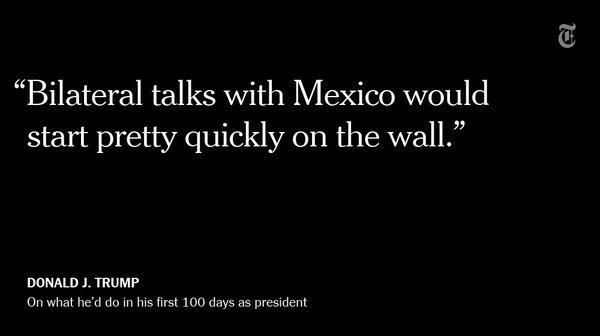 “Bilateral talks with Mexico would
start pretty quickly on the wall.”
DONALD J. TRUMP
On what he’d do in his first 100 days as president